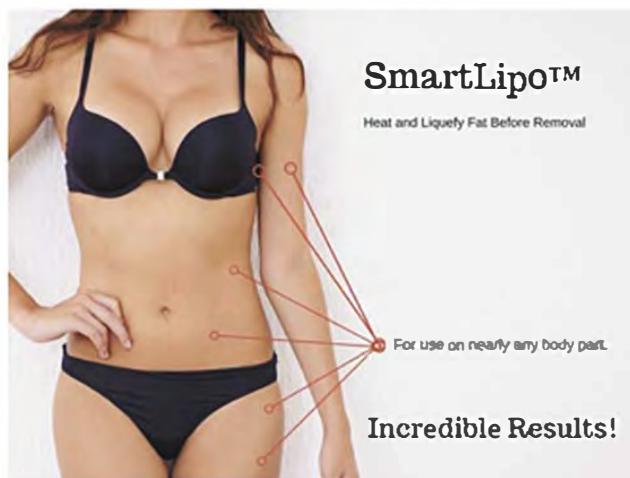 SmartLipo™
Heat and Liquefy Fat Before Removal
For use on nearly any body part.
Incredible Results!